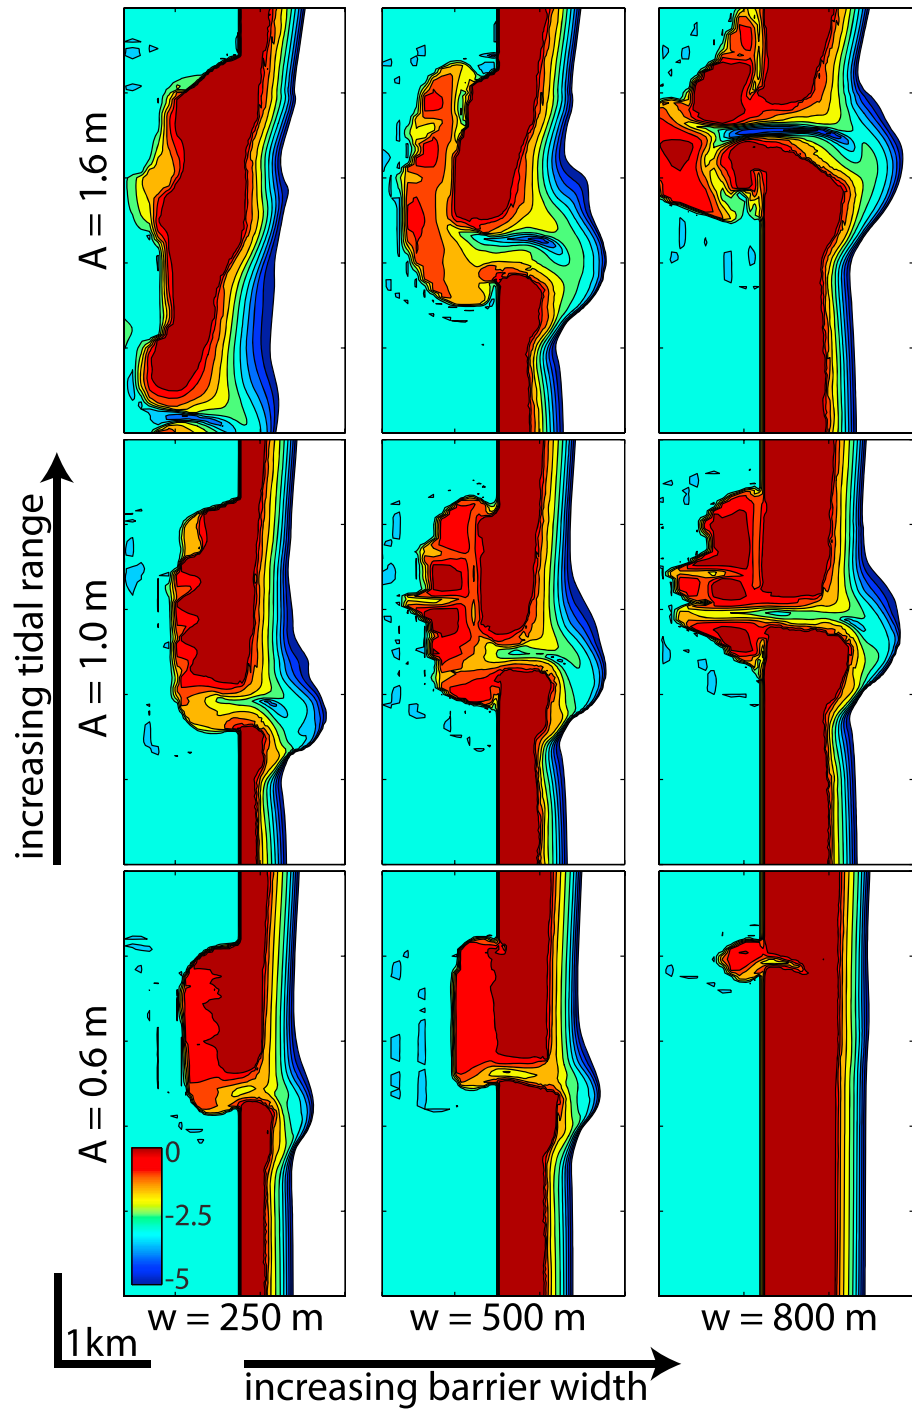 A = 1.6 m
increasing tidal range
A = 1.0 m
A = 0.6 m
0
-2.5
-5
w = 250 m
w = 500 m
w = 800 m
1km
increasing barrier width